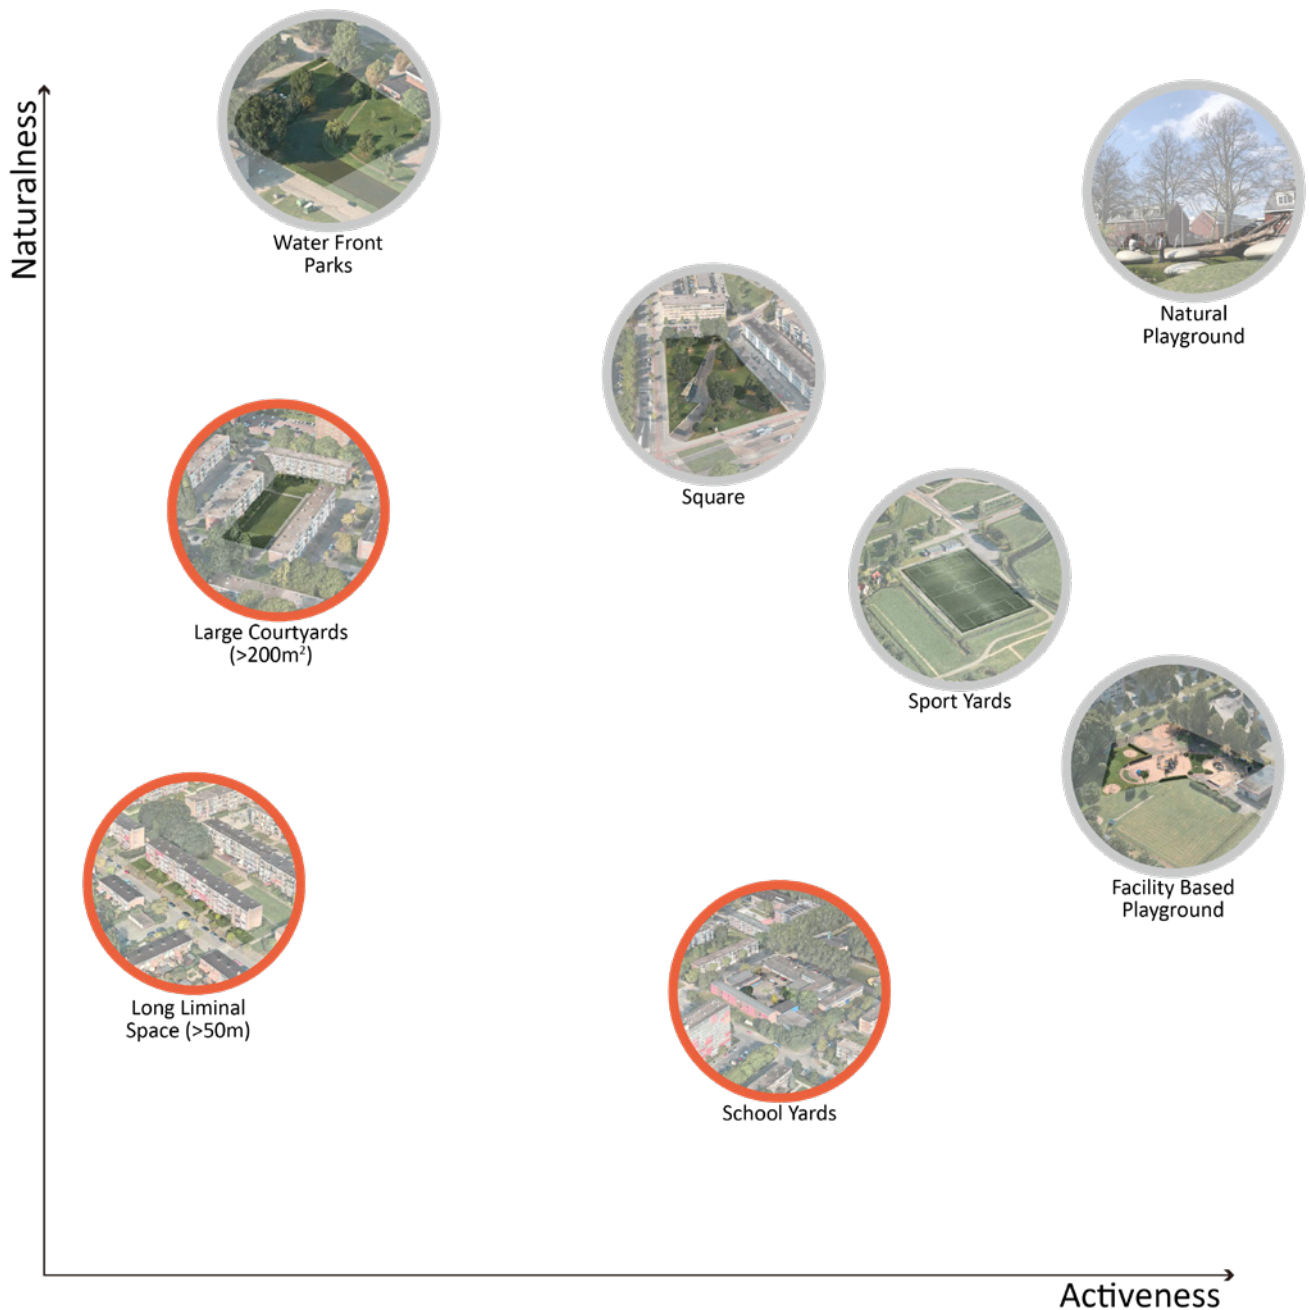 Naturalness
Water Front
Parks
Natural
Playground
Square
Large Courtyards
(>200m²)
Sport Yards
Facility Based
Playground
Long Liminal
Space (>50m)
School Yards
Activeness